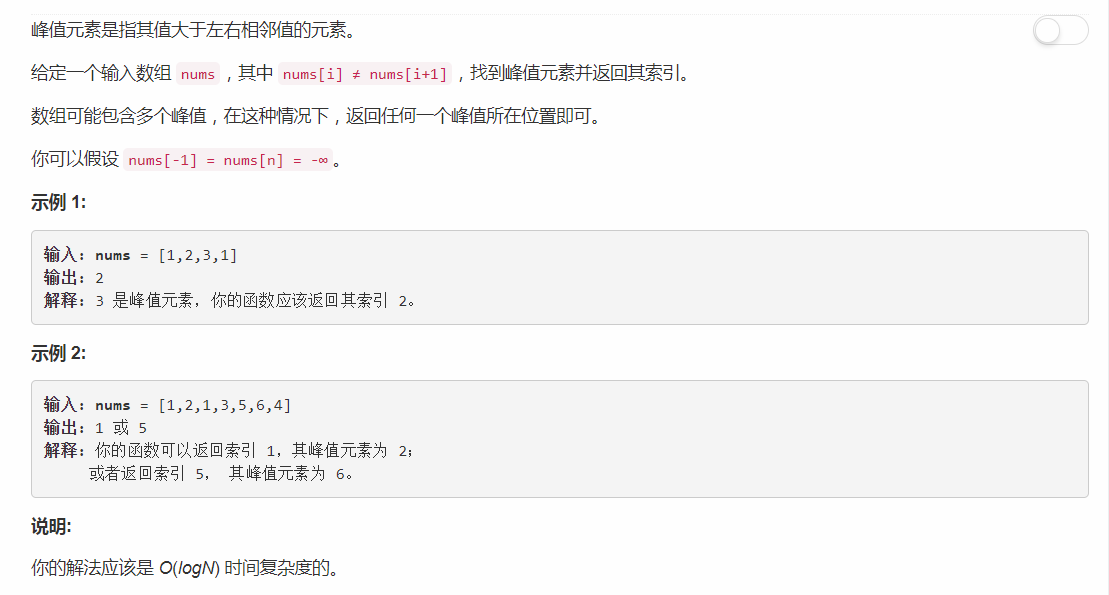 峰值元素是指其值大于左右相邻值的元素。
给定一个输入数组 nums ，其中 nums[i] ≠ nums[i+1] ，找到峰值元素并返回其索引。
数组可能包含多个峰值，在这种情况下，返回任何一个峰值所在位置即可。
你可以假设 nums[-1] = nums[n] = -∞ 。
示例 1:
输入: nums = [1,2,3,1]
输出: 2
解释: 3 是峰值元素，你的函数应该返回其索引 2。
示例 2:
输入: nums = [1,2,1,3,5,6,4]
输出: 1 或 5
解释: 你的函数可以返回索引 1，其峰值元素为 2；
或者返回索引 5， 其峰值元素为 6。
说明:
你的解法应该是 O(logN) 时间复杂度的。